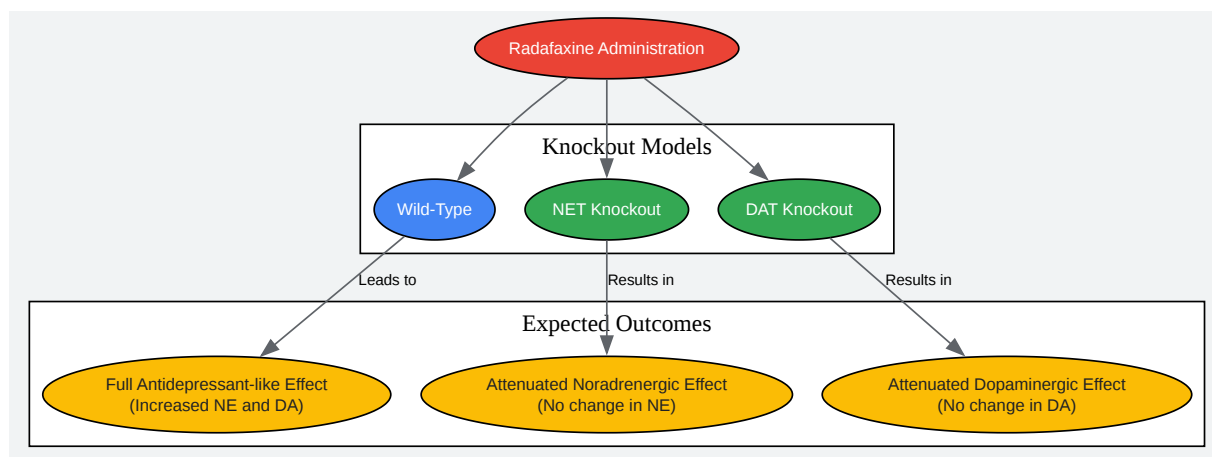 Radafaxine Administration
Knockout Models
Wild-Type
NET Knockout
DAT Knockout
Leads to
Results in
Results in
Expected Outcomes
Full Antidepressant-like Effect
(Increased NE and DA)
Attenuated Noradrenergic Effect
(No change in NE)
Attenuated Dopaminergic Effect
(No change in DA)